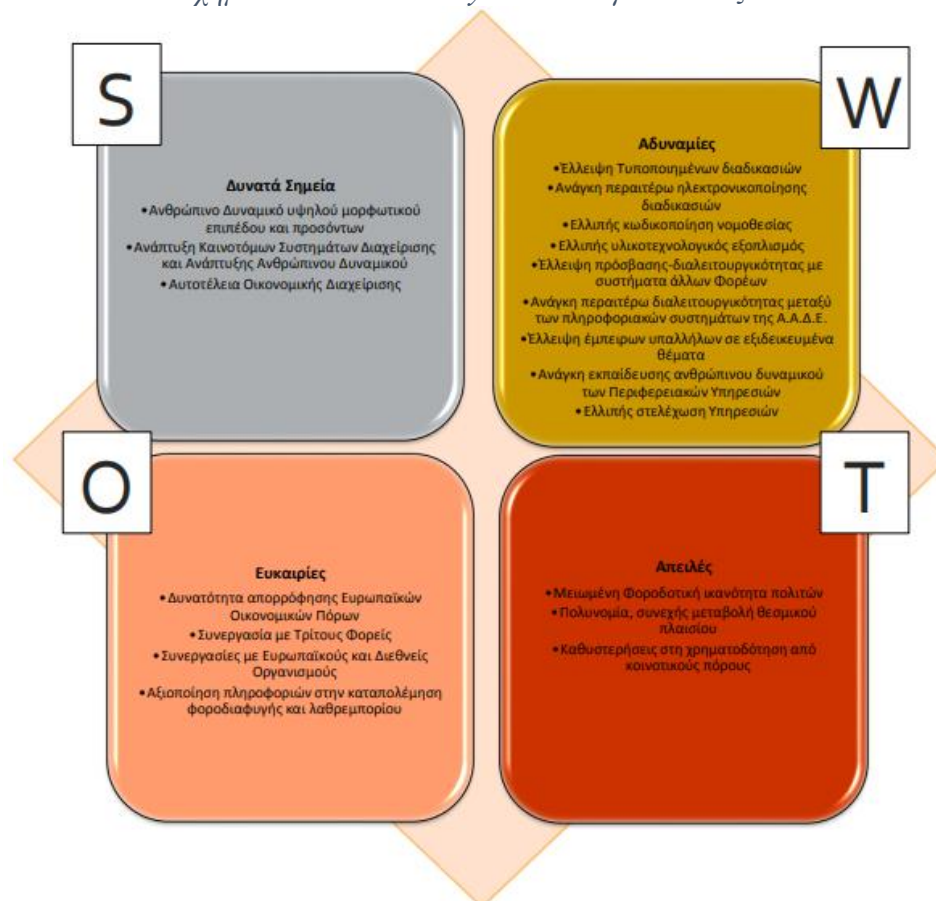 S
Δυνατά Σημεία
•Ανθρώπινο Δυναμικό υψηλού μορφωτικού
επιπέδου και προσόντων
•Ανάπτυξη Καινοτόμων Συστημάτων Διαχείρισης
και Ανάπτυξης Ανθρώπινου Δυναμικού
•Αυτοτέλεια Οικονομικής Διαχείρισης
W
Αδυναμίες
•Έλλειψη Τυποποιημένων διαδικασιών
•Ανάγκη περαιτέρω ηλεκτρονικοποίησης
διαδικασιών
•Ελλιπής κωδικοποίηση νομοθεσίας
•Ελλιπής υλικοτεχνολογικός εξοπλισμός
•Έλλειψη πρόσβασης-διαλειτουργικότητας με
συστήματα άλλων Φορέων
•Ανάγκη περαιτέρω διαλειτουργικότητας μεταξύ
των πληροφοριακών συστημάτων της Α.Α.Δ.Ε.
•Έλλειψη έμπειρων υπαλλήλων σε εξιδεικευμένα
θέματα
•Ανάγκη εκπαίδευσης ανθρώπινου δυναμικού
των Περιφερειακών Υπηρεσιών
•Ελλιπής στελέχωση Υπηρεσιών
O
Ευκαιρίες
•Δυνατότητα απορρόφησης Ευρωπαϊκών
Οικονομικών Πόρων
•Συνεργασία με Τρίτους Φορείς
•Συνεργασίες με Ευρωπαϊκούς και Διεθνείς
Οργανισμούς
•Αξιοποίηση πληροφοριών στην καταπολέμηση
φοροδιαφυγής και λαθρεμπορίου
T
Απειλές
•Μειωμένη Φοροδοτική ικανότητα πολιτών
•Πολυνομία, συνεχής μεταβολή θεσμικού
πλαισίου
•Καθυστερήσεις στη χρηματοδότηση από
κοινοτικούς πόρους